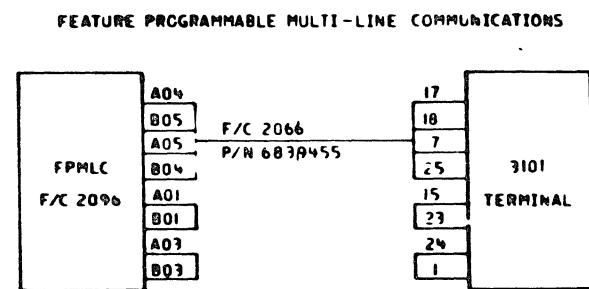 FEATURE PROGRAMMABLE MULTI-LINE COMMUNICATIONS
A04
B05
A05
B04
A01
B01
A03
B03
FPMLC
F/C 2096
F/C 2066
P/N 6839455
17
18
7
25
15
23
24
1
3101
TERMINAL